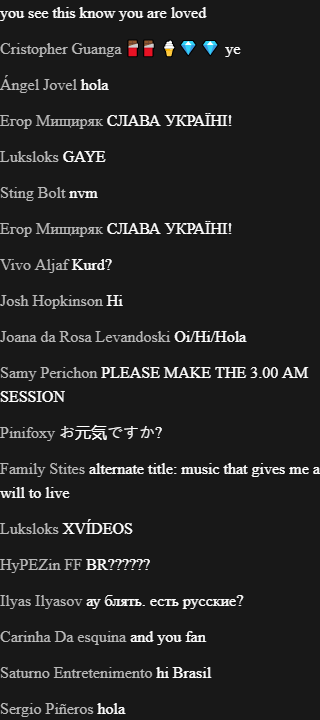 you see this know you are loved
Cristopher Guanga 🍫🍫 🍦💎 💎 ye
Ángel Jovel hola
Егор Мищиряк СЛАВА УКРАЇНІ!
Luksloks GAYE
Sting Bolt nvm
Егор Мищиряк СЛАВА УКРАЇНІ!
Vivo Aljaf Kurd?
Josh Hopkinson Hi
Joana da Rosa Levandoski Oi/Hi/Hola
Samy Perichon PLEASE MAKE THE 3.00 AM
SESSION
Pinifoxy お元気ですか?
Family Stites alternate title: music that gives me a
will to live
Luksloks XVÍDEOS
HyPEZin FF BR??????
Ilyas Ilyasov ау блять. есть русские?
Carinha Da esquina and you fan
Saturno Entretenimento hi Brasil
Sergio Piñeros hola